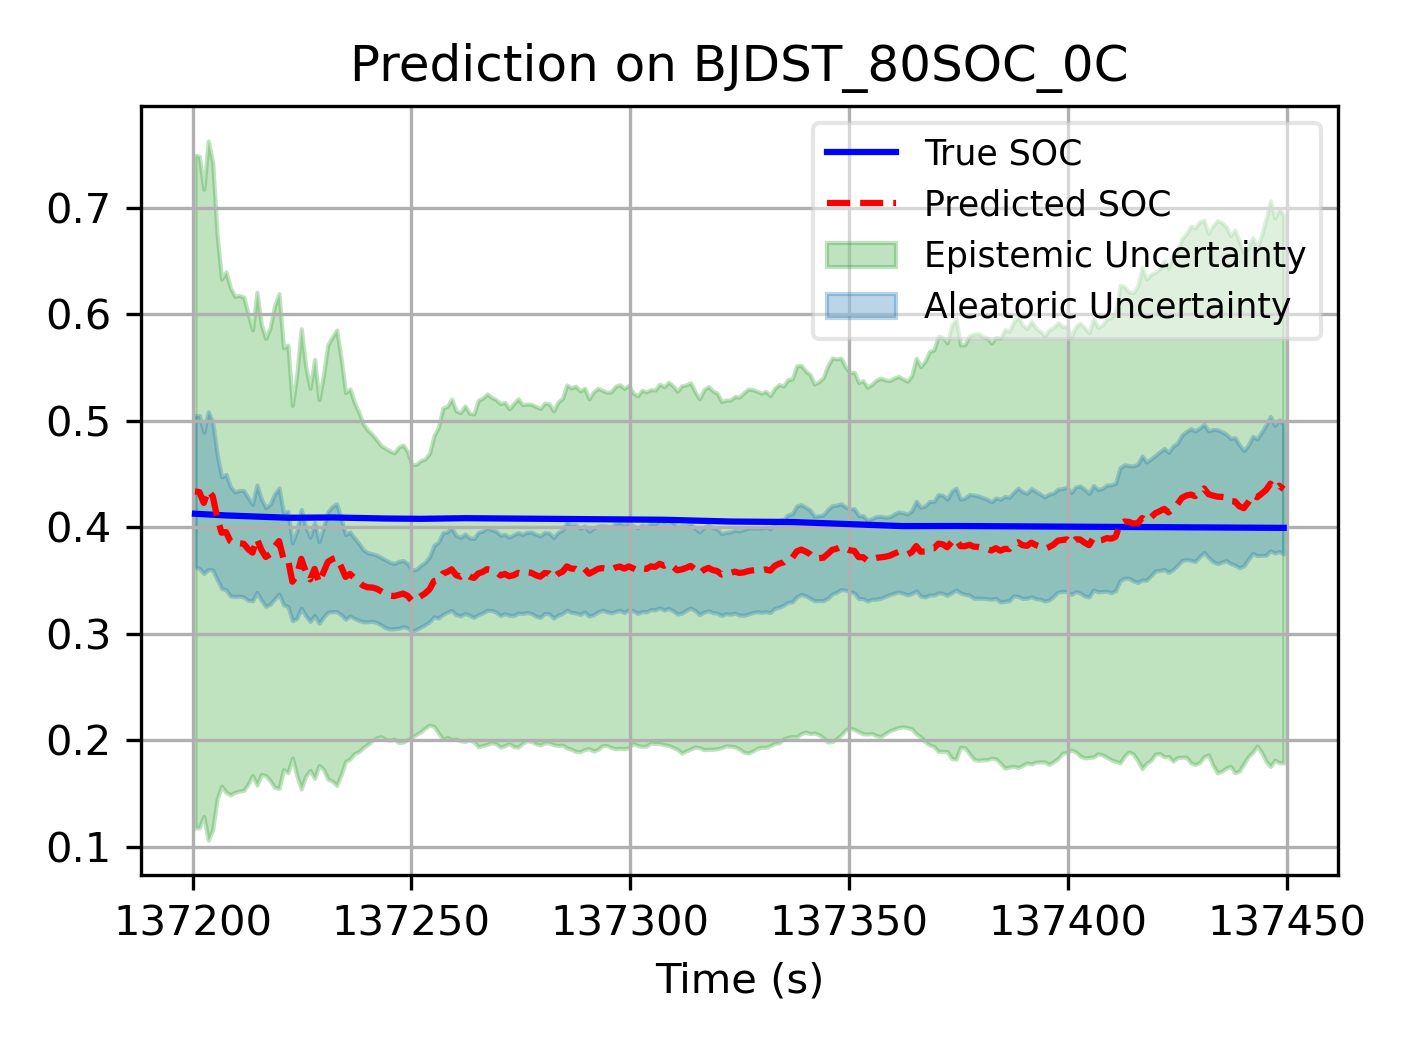 Prediction on BJDST_80SOC_0C
True SOC
Predicted SOC
Epistemic Uncertainty
Aleatoric Uncertainty
0.7
0.6
0.5
0.4
0.3
0.2
0.1
137200 137250 137300 137350 137400 137450
Time (s)